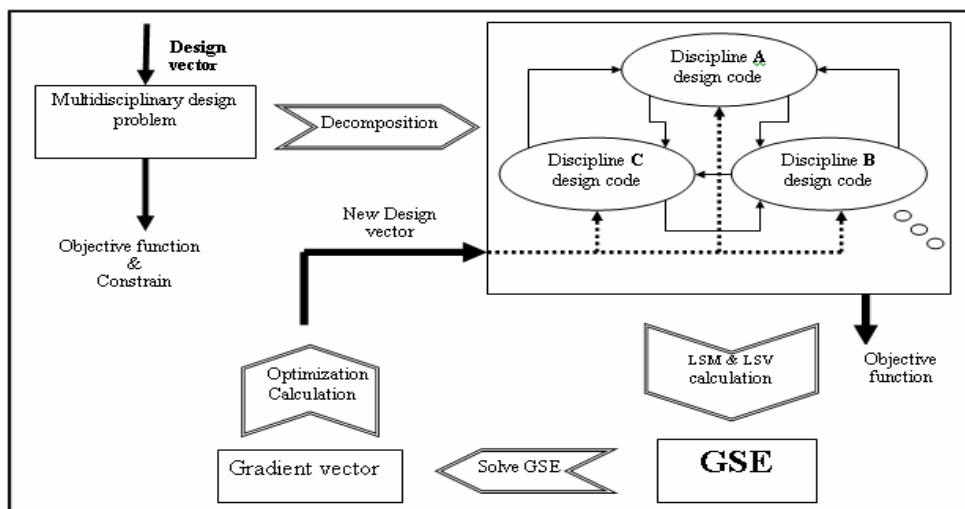 Design
vector
Multidisciplinary design
problem
Decomposition
Discipline A
design code
Discipline C
design code
Discipline B
design code
Objective function
&
Constrain
New Design
vector
Optimization
Calculation
LSM & LSV
calculation
Objective
function
Gradient vector
Solve GSE
GSE